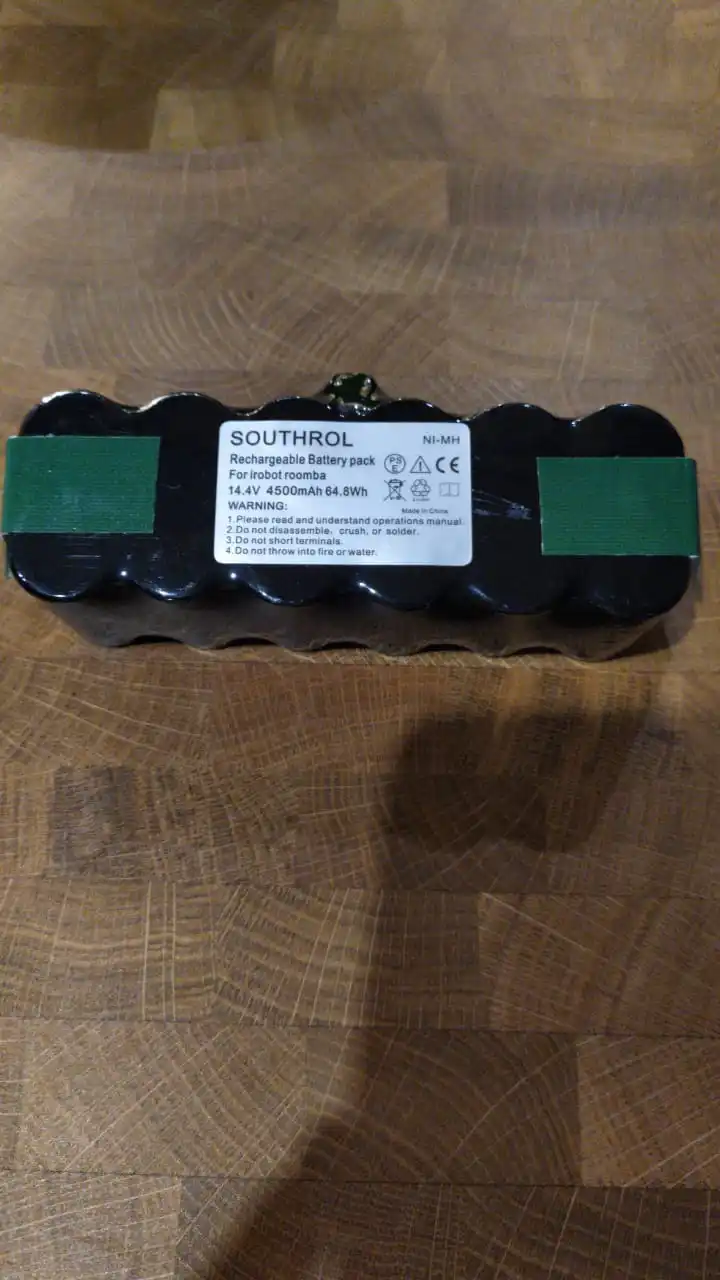 SOUTHROL
NI-MH
Rechargeable Battery pack
For irobot roomba
PS E
CE
14.4V 4500mAh 64.8Wh
WARNING:
Made in China
1.Please read and understand operations manual.
2.Do not disassemble, crush, or solder.
3.Do not short terminals.
4.Do not throw into fire or water.